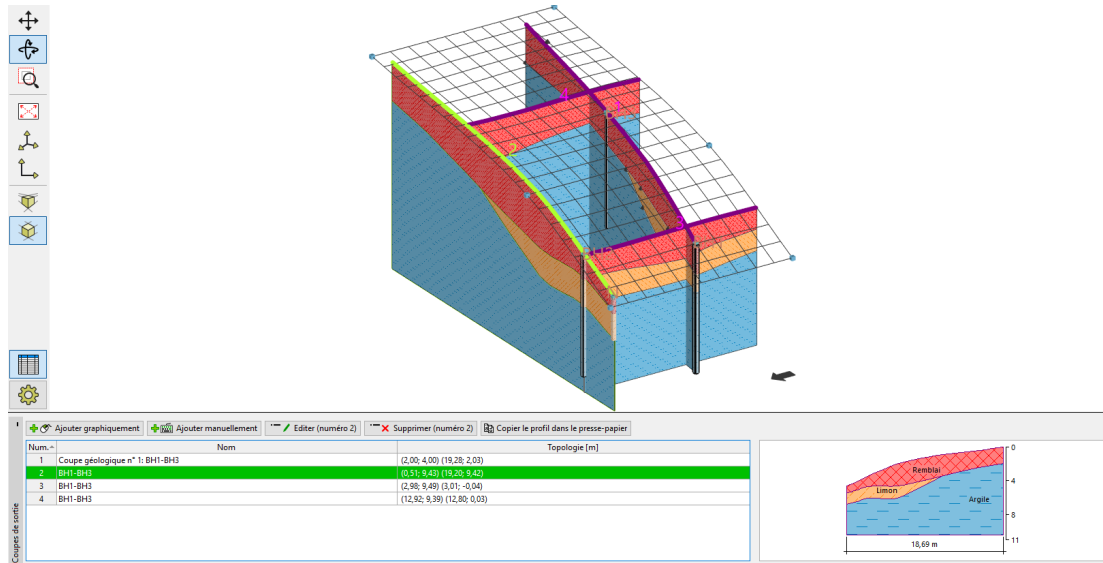 4
1
2
3
Ajouter graphiquement
Ajouter manuellement
Editer (numéro 2)
Supprimer (numéro 2)
Copier le profil dans le presse-papier
Num.
Nom
Topologie [m]
1
Coupe géologique n° 1: BH1-BH3
(2,00; 4,00) (19,28; 2,03)
2
BH1-BH3
(0,51; 9,43) (19,20; 9,42)
3
BH1-BH3
(2,98; 9,49) (3,01; -0,04)
4
BH1-BH3
(12,92; 9,39) (12,80; 0,03)
Coupes de sortie
Remblai
Limon
Argile
0
4
8
11
18,69 m